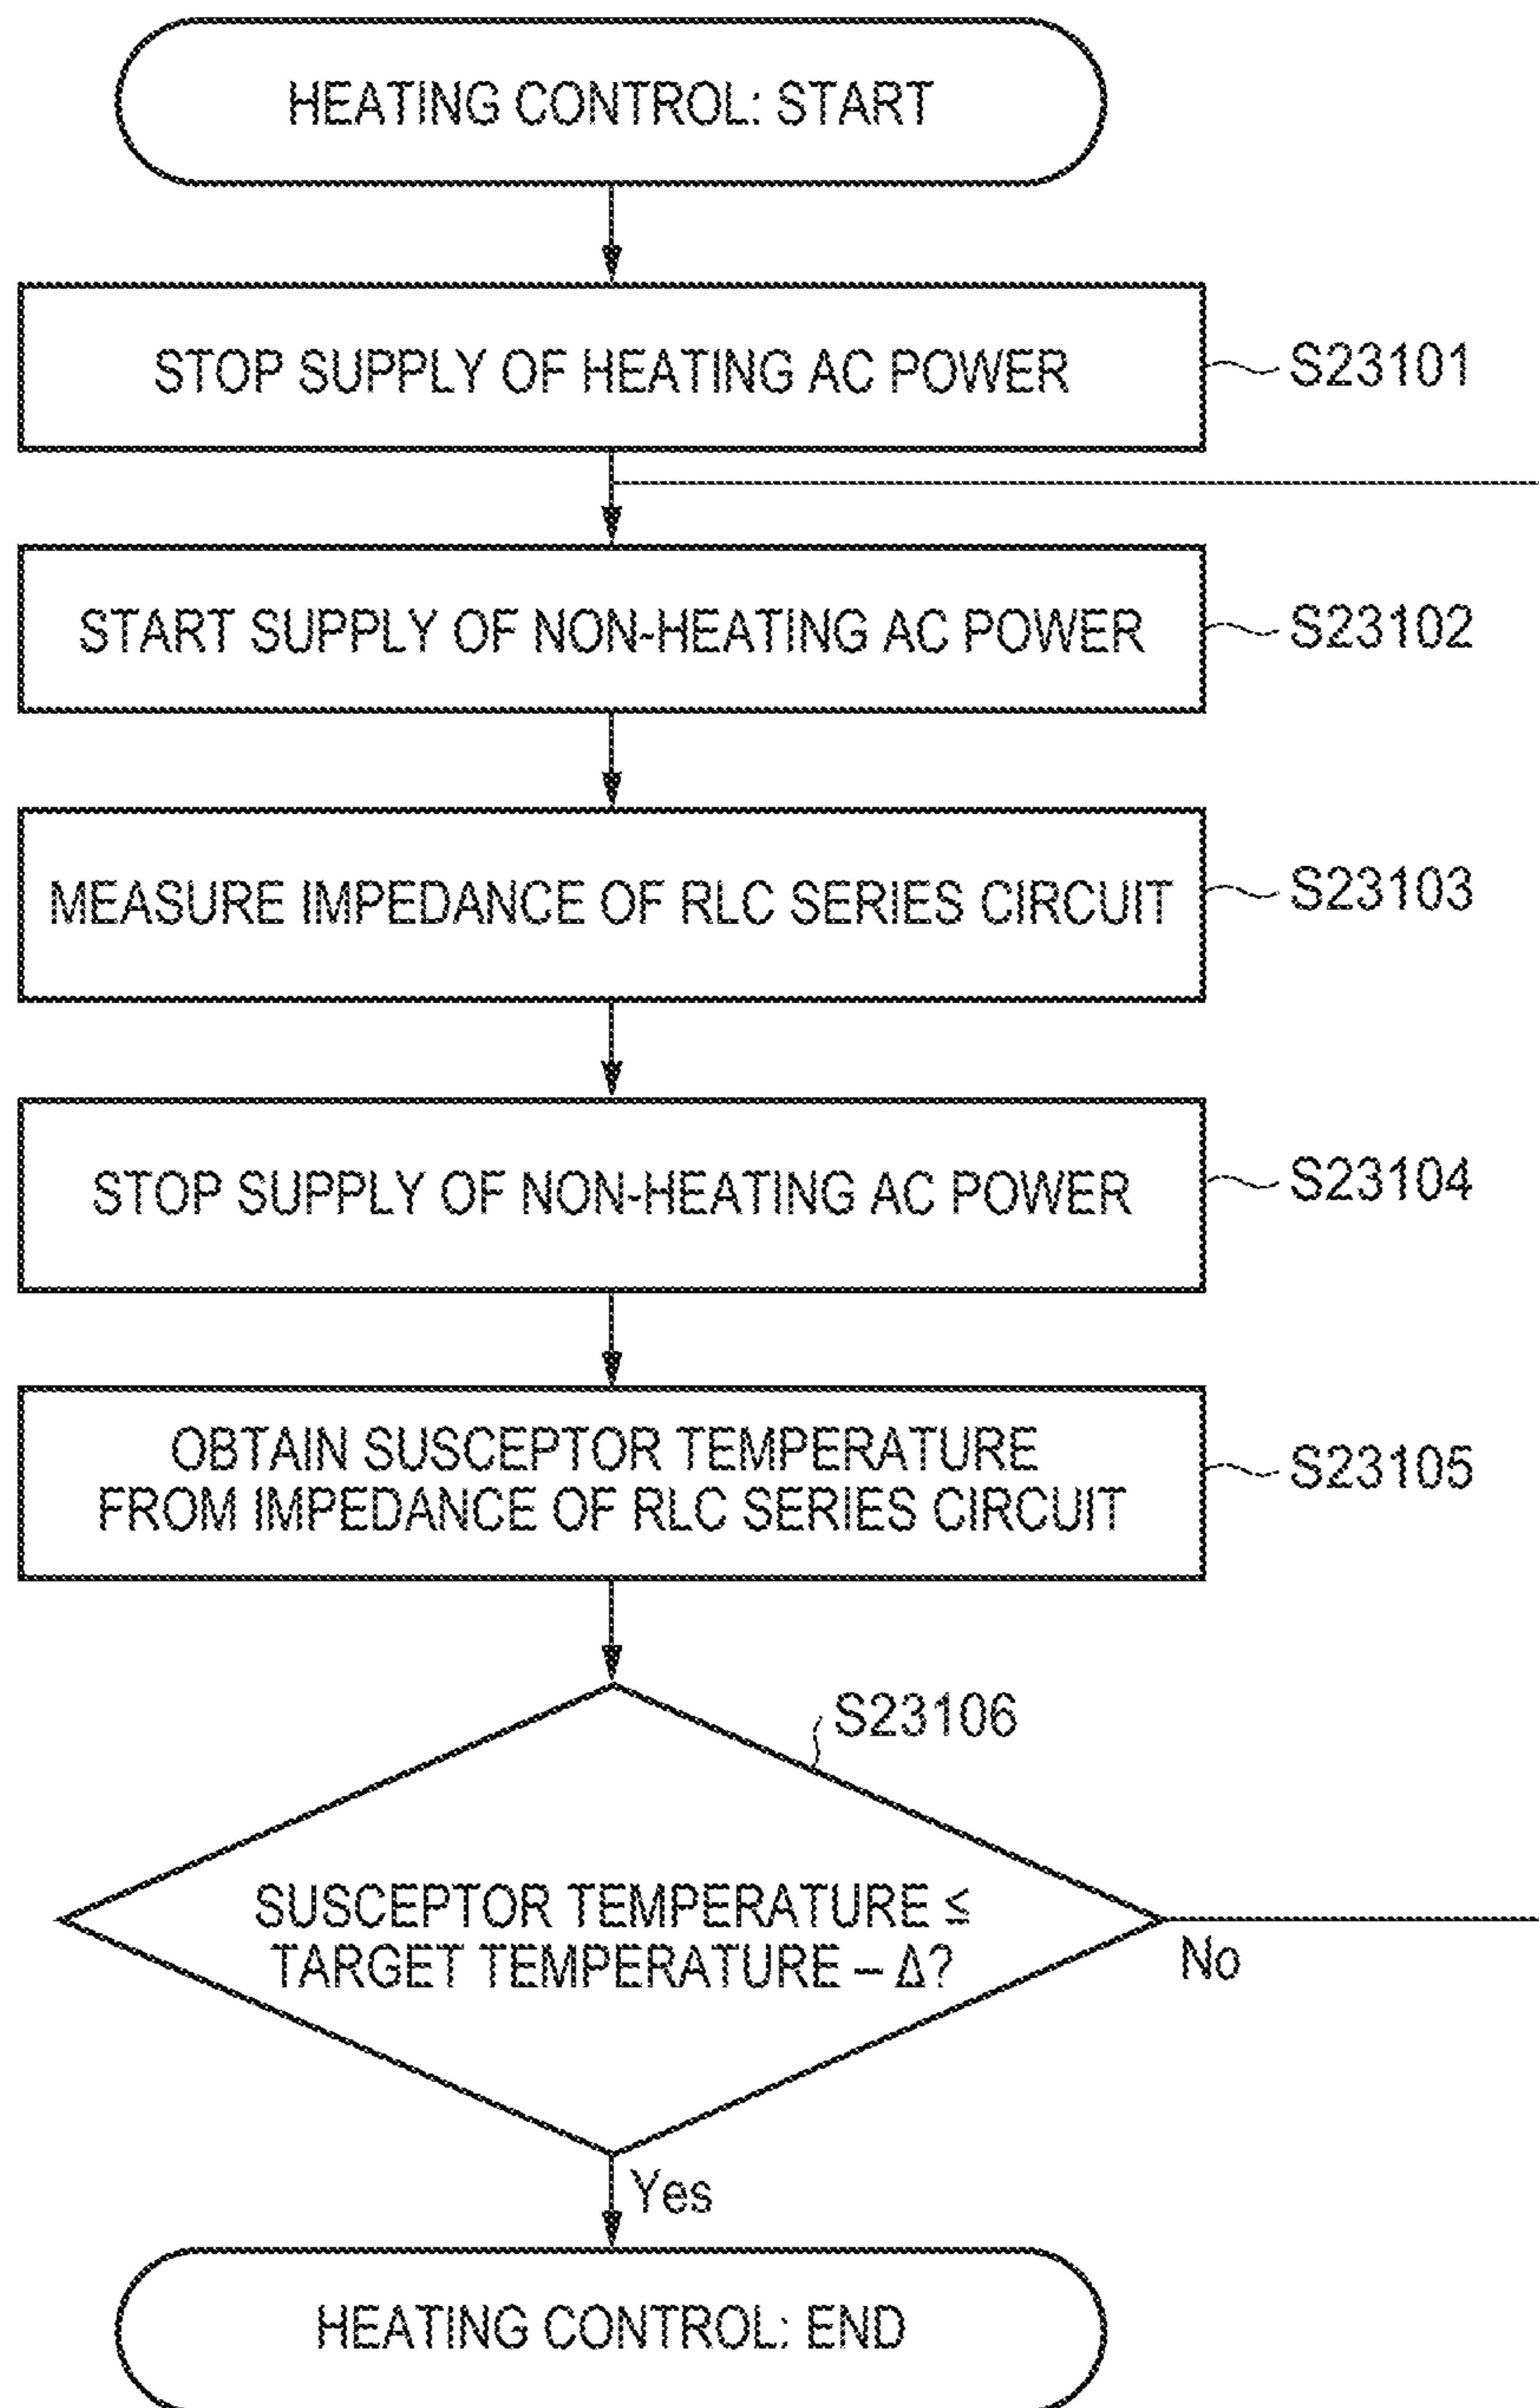 HEATING CONTROL: START
STOP SUPPLY OF HEATING AC POWER
S23101
START SUPPLY OF NON-HEATING AC POWER
S23102
MEASURE IMPEDANCE OF RLC SERIES CIRCUIT
S23103
STOP SUPPLY OF NON-HEATING AC POWER
S23104
OBTAIN SUSCEPTOR TEMPERATURE
FROM IMPEDANCE OF RLC SERIES CIRCUIT
S23105
S23106
SUSCEPTOR TEMPERATURE ≤
TARGET TEMPERATURE – Δ?
No
Yes
HEATING CONTROL: END